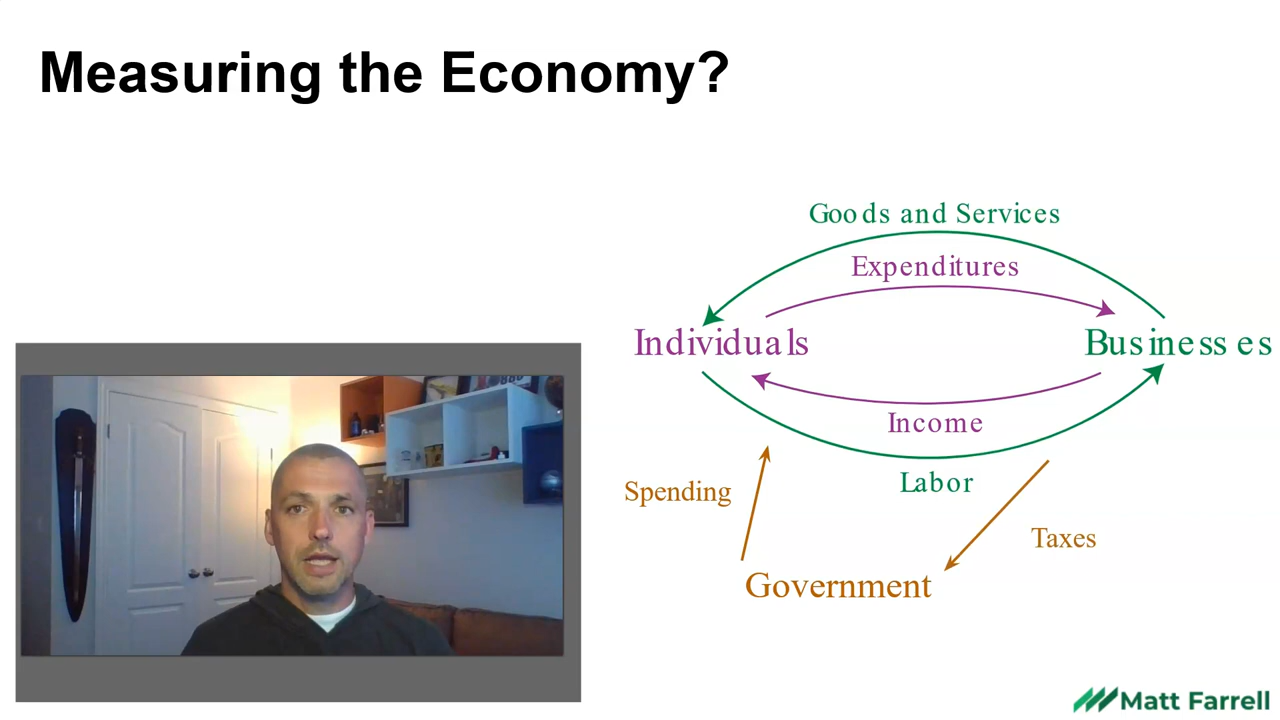 Measuring the Economy?
Goods and Services
Expenditures
Individuals
Businesses
Income
Labor
Spending
Taxes
Government
Matt Farrell